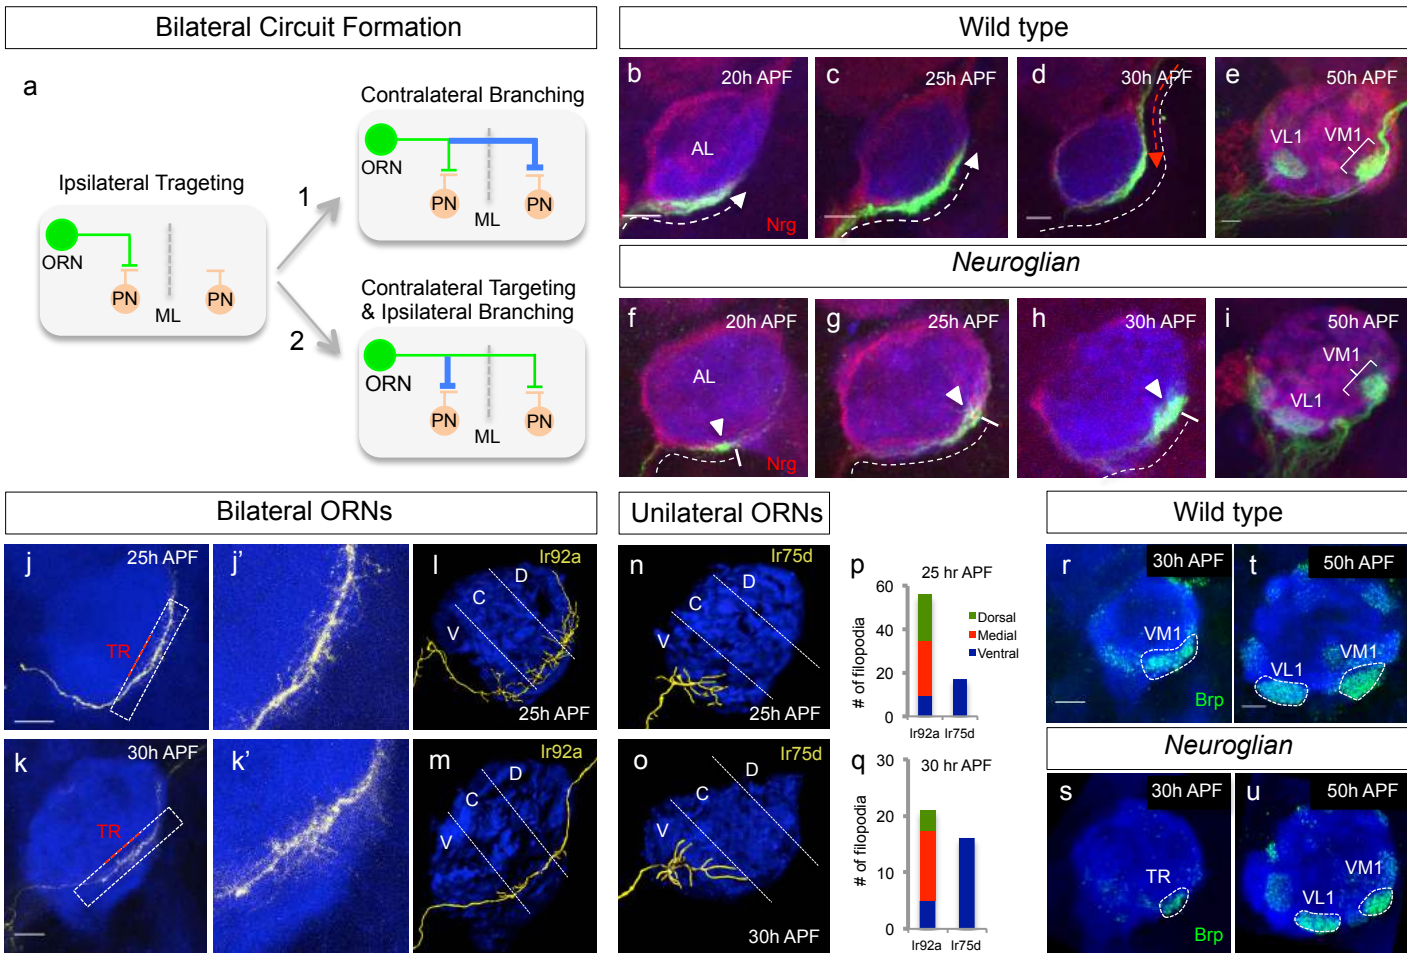 Bilateral Circuit Formation
a
Ipsilateral Trageting
ORN
PN
PN
ML
1
2
Contralateral Branching
ORN
PN
PN
ML
Contralateral Targeting
& Ipsilateral Branching
ORN
PN
PN
ML
Wild type
b
20h APF
AL
Nrg
c
25h APF
d
30h APF
e
50h APF
VL1
VM1
Neuroglian
f
20h APF
AL
Nrg
g
25h APF
h
30h APF
i
50h APF
VM1
VL1
Bilateral ORNs
j
25h APF
TR
j’
l
Ir92a
D
C
V
25h APF
k
30h APF
TR
k’
m
Ir92a
D
C
V
Unilateral ORNs
n
Ir75d
D
C
V
25h APF
o
Ir75d
D
C
V
30h APF
p
25 hr APF
# of filopodia
60
40
20
0
Dorsal
Medial
Ventral
Ir92a
Ir75d
q
30 hr APF
# of filopodia
30
20
10
0
Ir92a
Ir75d
Wild type
r
30h APF
VM1
Brp
t
50h APF
VL1
VM1
Neuroglian
s
30h APF
TR
Brp
u
50h APF
VM1
VL1